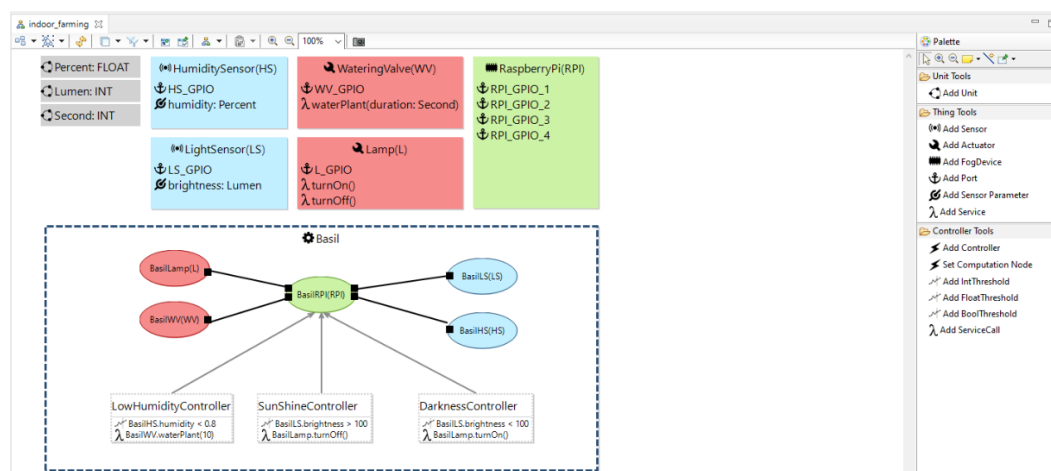 indoor_farming
100%
Percent: FLOAT
Lumen: INT
Second: INT
HumiditySensor(HS)
HS_GPIO
humidity: Percent
WateringValve(WV)
WV_GPIO
λ waterPlant(duration: Second)
RaspberryPi(RPI)
RPI_GPIO_1
RPI_GPIO_2
RPI_GPIO_3
RPI_GPIO_4
LightSensor(LS)
LS_GPIO
brightness: Lumen
Lamp(L)
L_GPIO
λ turnOn()
λ turnOff()
Basil
BasilLamp(L)
BasilWV(WV)
BasilRPI(RPI)
BasilLS(LS)
BasilHS(HS)
LowHumidityController
BasilHS.humidity < 0.8
λ BasilWV.waterPlant(10)
SunShineController
BasilLS.brightness > 100
λ BasilLamp.turnOff()
DarknessController
BasilLS.brightness < 100
λ BasilLamp.turnOn()
Palette
Unit Tools
Add Unit
Thing Tools
Add Sensor
Add Actuator
Add FogDevice
Add Port
Add Sensor Parameter
λ Add Service
Controller Tools
Add Controller
Set Computation Node
Add IntThreshold
Add FloatThreshold
Add BoolThreshold
λ Add ServiceCall